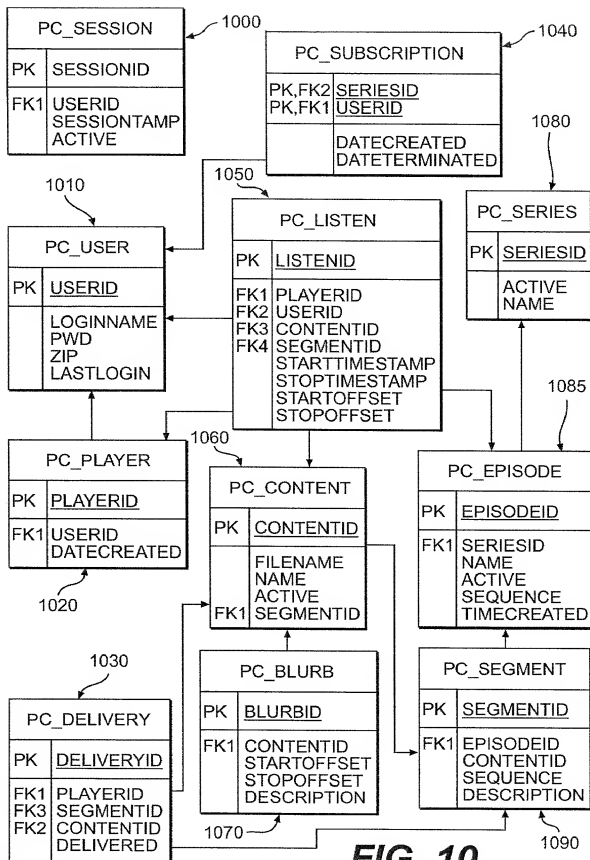 PC_SESSION
1000
PK SESSIONID
FK1 USERID
SESSIONTAMP
ACTIVE
PC_SUBSCRIPTION
1040
PK,FK2 SERIESID
PK,FK1 USERID
DATECREATED
DATETERMINATED
1010
PC_USER
PK USERID
LOGINNAME
PWD
ZIP
LASTLOGIN
1050
PC_LISTEN
PK LISTENID
FK1 PLAYERID
FK2 USERID
FK3 CONTENTID
FK4 SEGMENTID
STARTTIMESTAMP
STOPTIMESTAMP
STARTOFFSET
STOPOFFSET
1080
PC_SERIES
PK SERIESID
ACTIVE
NAME
PC_PLAYER
PK PLAYERID
FK1 USERID
DATECREATED
1020
1060
PC_CONTENT
PK CONTENTID
FILENAME
NAME
ACTIVE
FK1 SEGMENTID
1085
PC_EPISODE
PK EPISODEID
FK1 SERIESID
NAME
ACTIVE
SEQUENCE
TIMECREATED
1030
PC_DELIVERY
PK DELIVERYID
FK1 PLAYERID
FK3 SEGMENTID
FK2 CONTENTID
DELIVERED
PC_BLURB
PK BLURBID
FK1 CONTENTID
STARTOFFSET
STOPOFFSET
DESCRIPTION
1070
PC_SEGMENT
PK SEGMENTID
FK1 EPISODEID
CONTENTID
SEQUENCE
DESCRIPTION
1090
FIG. 10